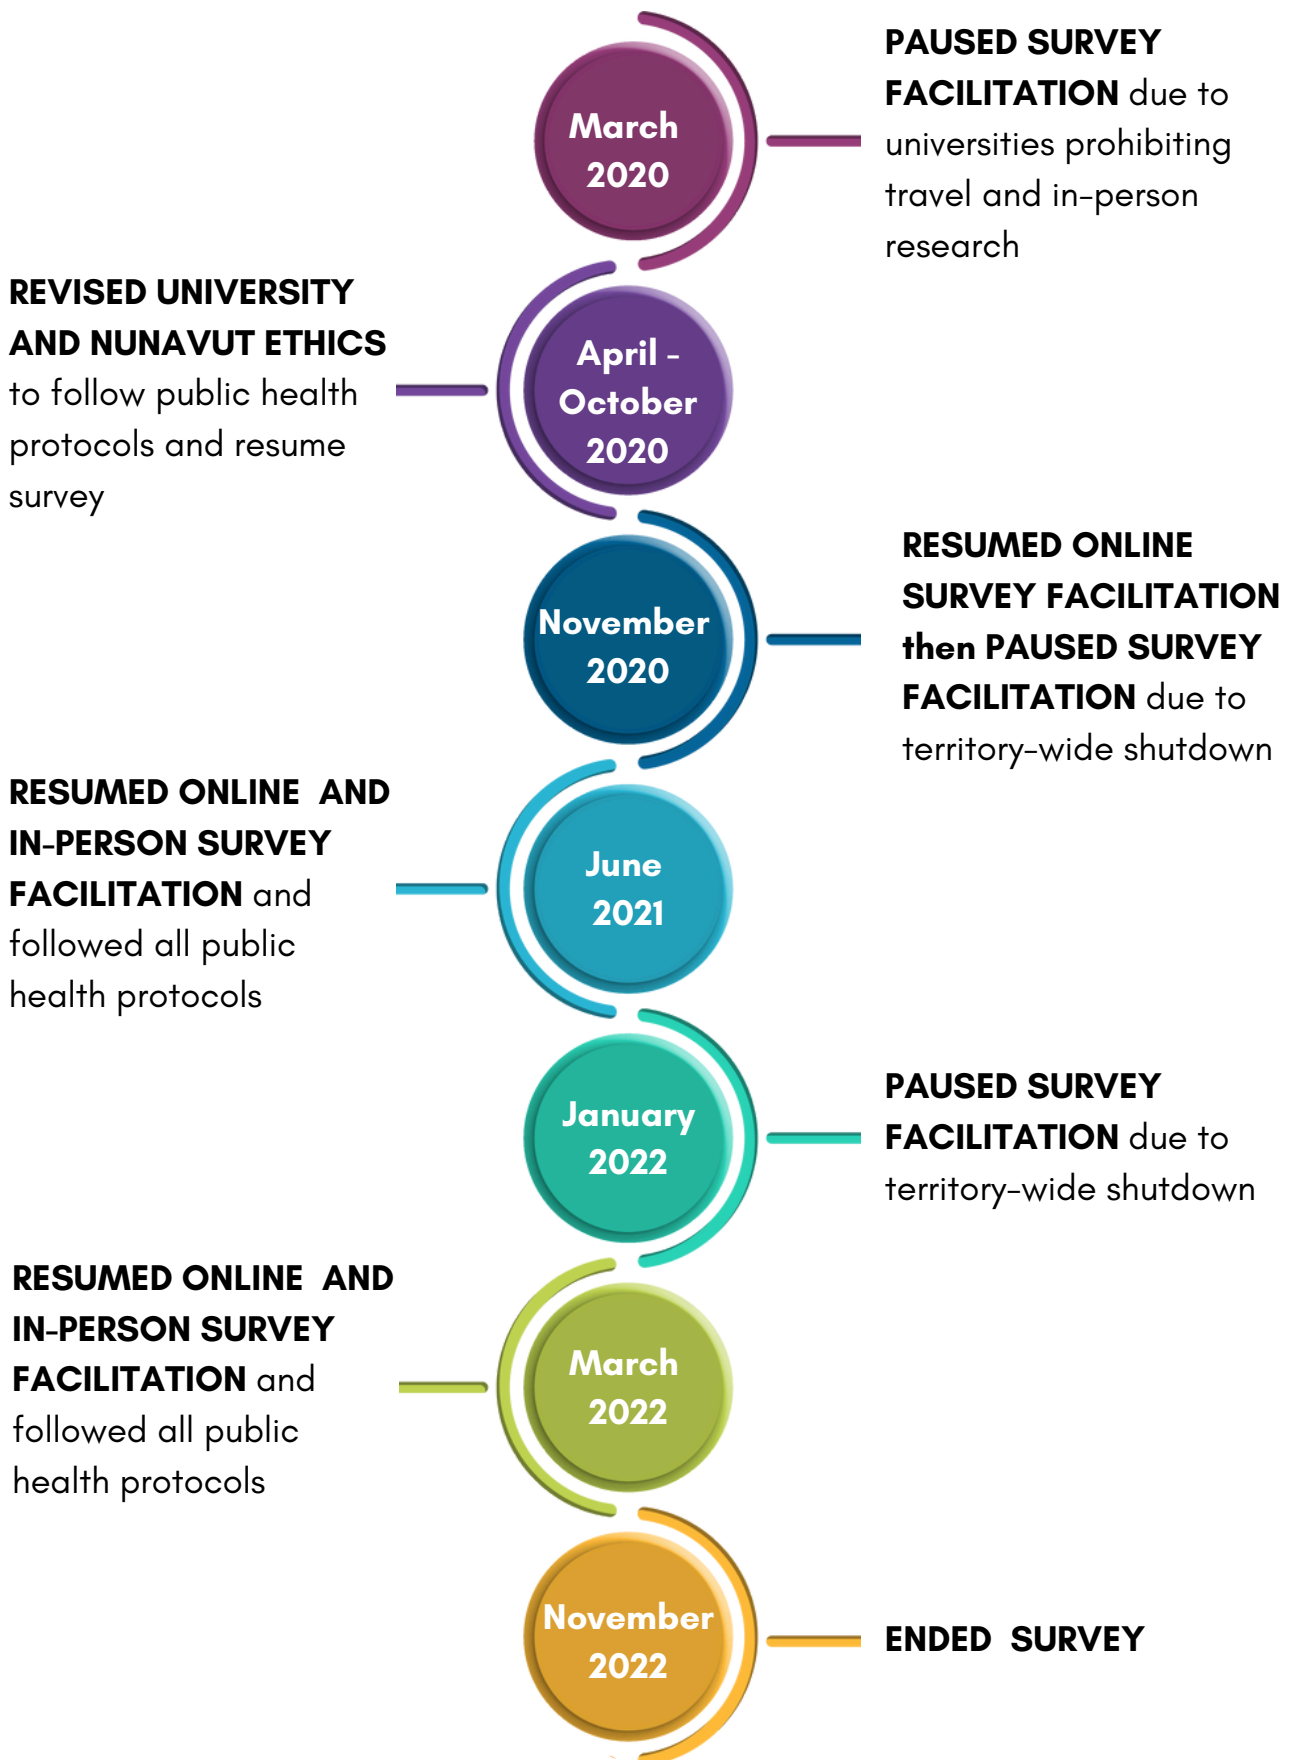 March
2020
PAUSED SURVEY
FACILITATION due to
universities prohibiting
travel and in-person
research
REVISED UNIVERSITY
AND NUNAVUT ETHICS
to follow public health
protocols and resume
survey
April -
October
2020
November
2020
RESUMED ONLINE
SURVEY FACILITATION
then PAUSED SURVEY
FACILITATION due to
territory-wide shutdown
RESUMED ONLINE AND
IN-PERSON SURVEY
FACILITATION and
followed all public
health protocols
June
2021
January
2022
PAUSED SURVEY
FACILITATION due to
territory-wide shutdown
RESUMED ONLINE AND
IN-PERSON SURVEY
FACILITATION and
followed all public
health protocols
March
2022
November
2022
ENDED SURVEY